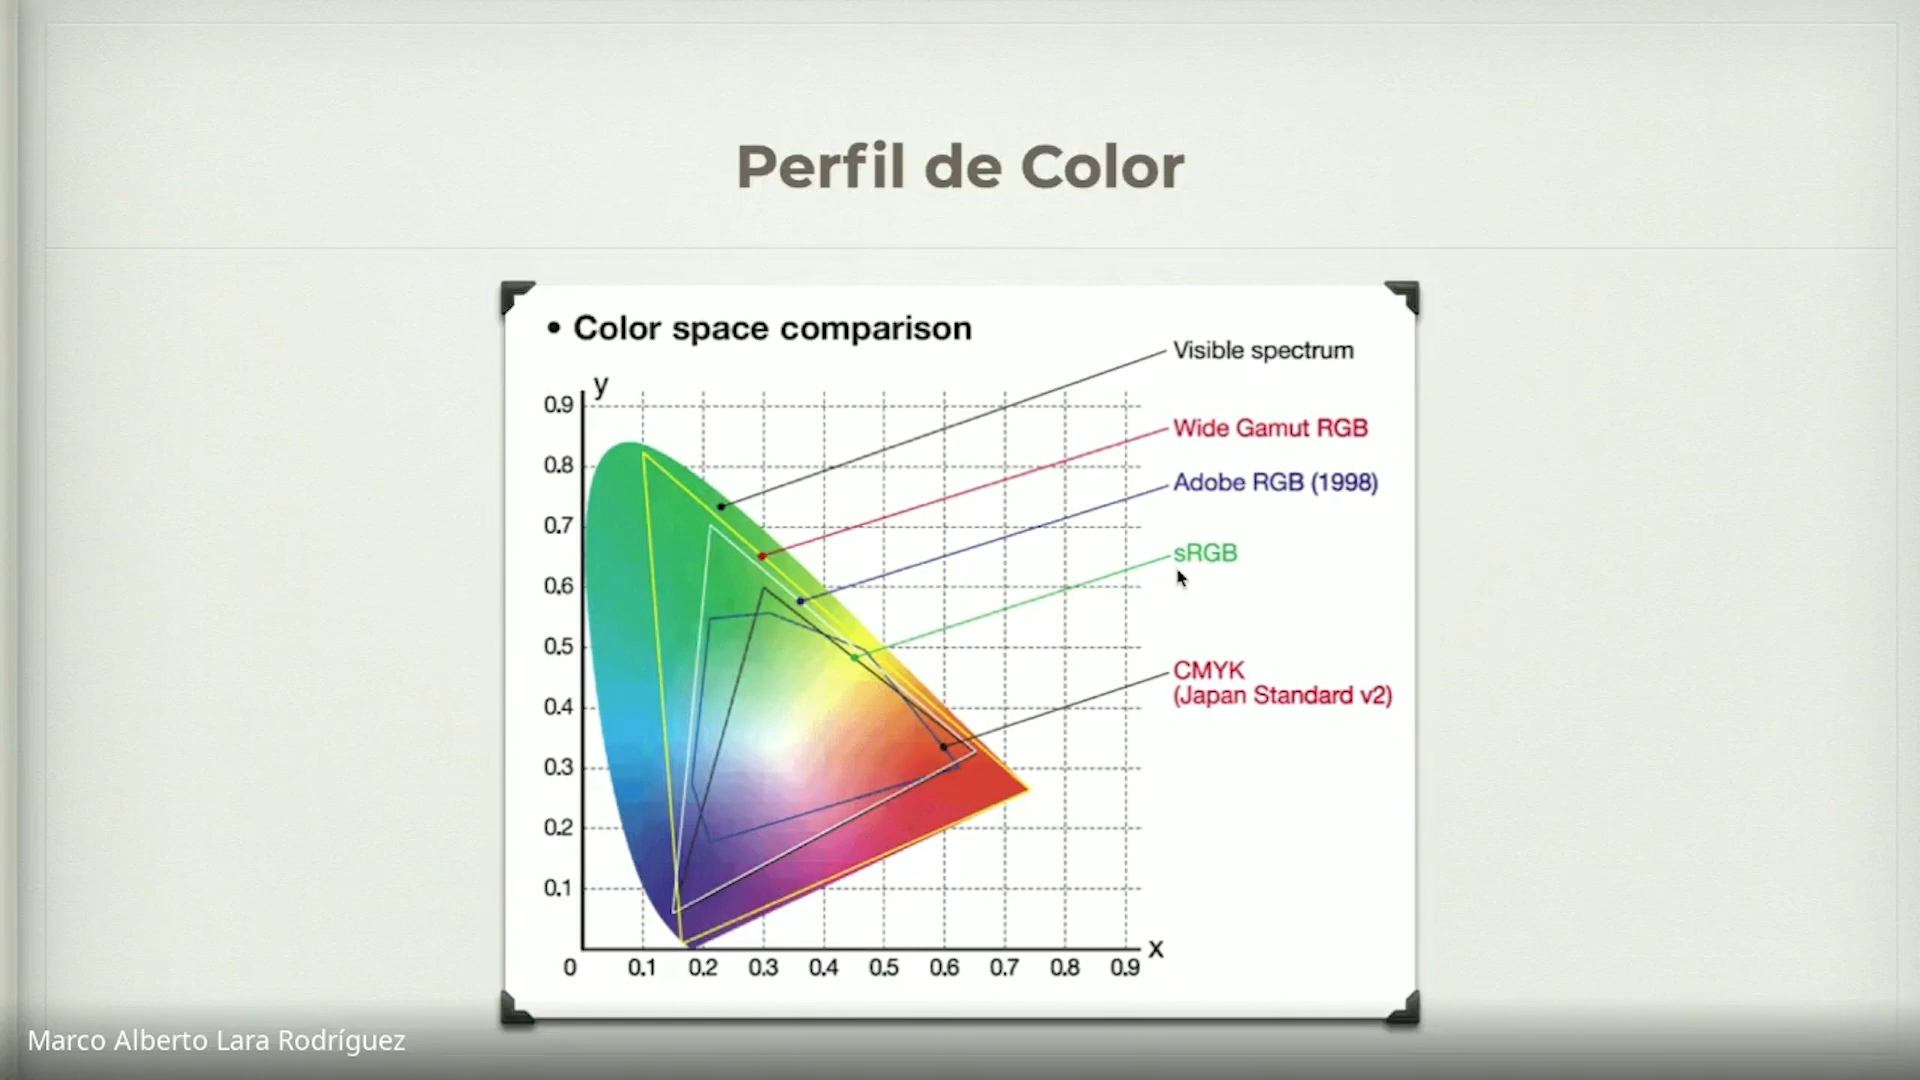 Perfil de Color
• Color space comparison
Visible spectrum
Wide Gamut RGB
Adobe RGB (1998)
sRGB
CMYK
(Japan Standard v2)
y
0.9
0.8
0.7
0.6
0.5
0.4
0.3
0.2
0.1
0 0.1 0.2 0.3 0.4 0.5 0.6 0.7 0.8 0.9 x
Marco Alberto Lara Rodríguez